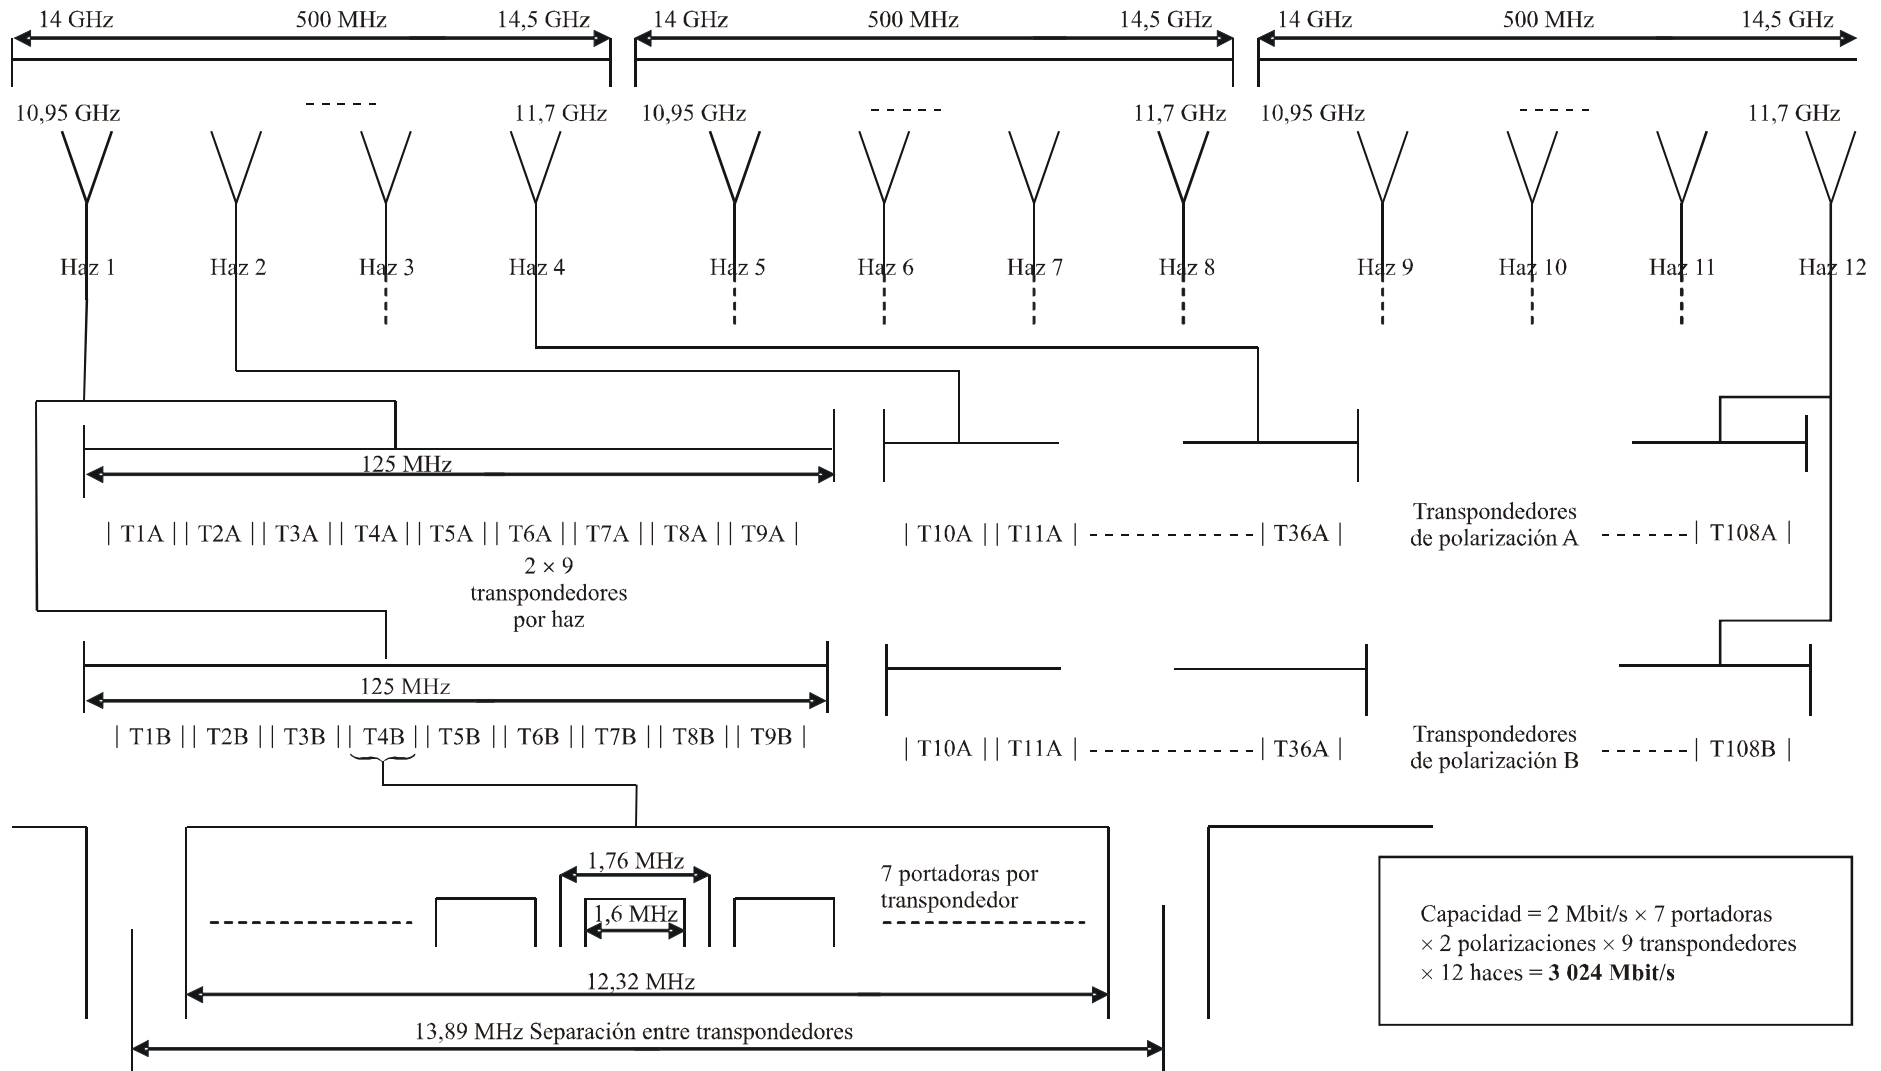 14 GHz 500 MHz 14,5 GHz 14 GHz 500 MHz 14,5 GHz 14 GHz 500 MHz 14,5 GHz
10,95 GHz 11,7 GHz 10,95 GHz 11,7 GHz 10,95 GHz 11,7 GHz
Haz 1 Haz 2 Haz 3 Haz 4 Haz 5 Haz 6 Haz 7 Haz 8 Haz 9 Haz 10 Haz 11 Haz 12
125 MHz
T1A T2A T3A T4A T5A T6A T7A T8A T9A
2 × 9
transpondedores
por haz
T10A T11A T36A
Transpondedores
de polarización A
T108A
125 MHz
T1B T2B T3B T4B T5B T6B T7B T8B T9B
T10A T11A T36A
Transpondedores
de polarización B
T108B
1,76 MHz
1,6 MHz
7 portadoras por
transpondedor
12,32 MHz
13,89 MHz Separación entre transpondedores
Capacidad = 2 Mbit/s × 7 portadoras
× 2 polarizaciones × 9 transpondedores
× 12 haces = 3 024 Mbit/s